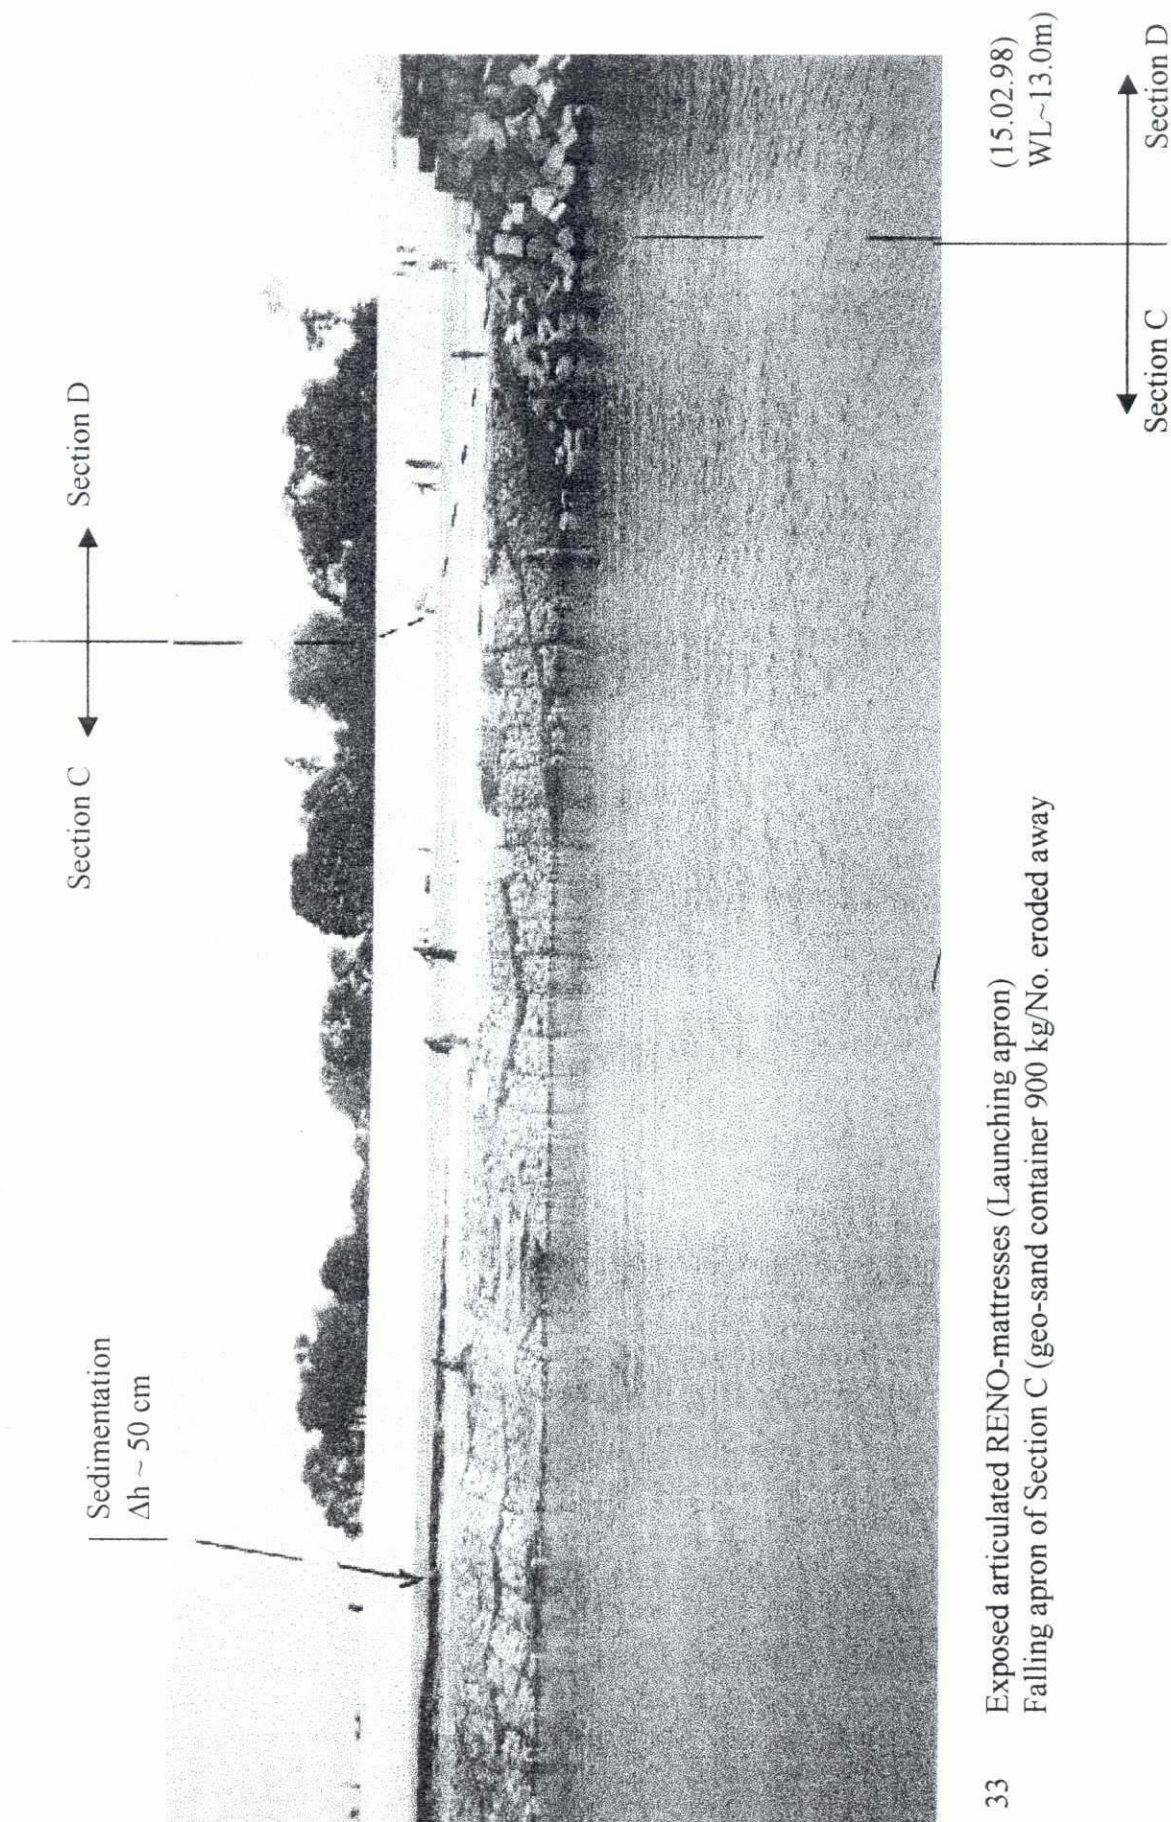 Sedimentation
Δh ~ 50 cm
Section C
Section D
33 Exposed articulated RENO-mattresses (Launching apron)
Falling apron of Section C (geo-sand container 900 kg/No. eroded away
(15.02.98)
WL~13.0m)
Section C
Section D